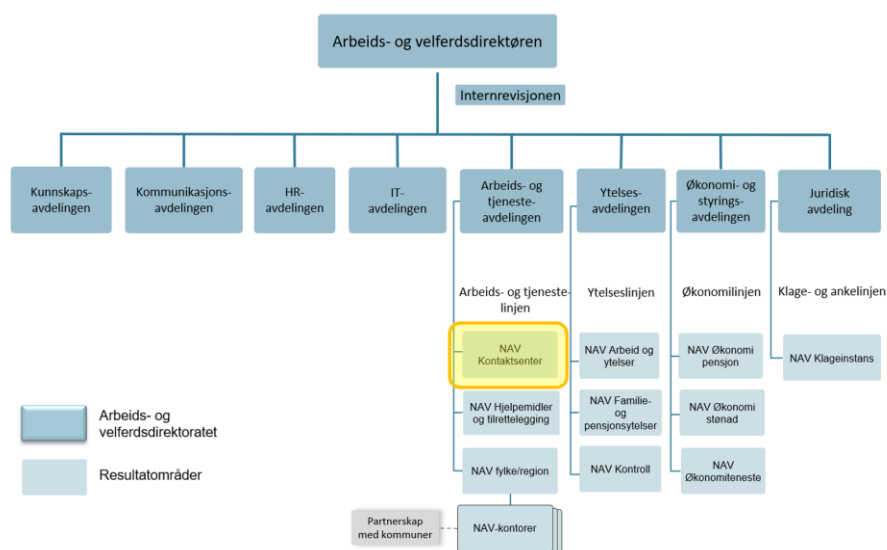 Arbeids- og velferdsdirektøren
Internrevisjonen
Kunnskaps-
avdelingen
Kommunikasjons-
avdelingen
HR-
avdelingen
IT-
avdelingen
Arbeids- og
tjeneste-
avdelingen
Ytelses-
avdelingen
Økonomi- og
styrings-
avdelingen
Juridisk
avdeling
Arbeids- og tjeneste-
linjen
Ytelseslinjen
Økonomilinjen
Klage- og ankelinjen
NAV
Kontaktsenter
NAV Arbeid og
ytelser
NAV Økonomi
pensjon
NAV Klageinstans
NAV Hjelpemidler
og tilrettelegging
NAV Familie-
og
pensjonsytelser
NAV Økonomi
stønad
NAV fylke/region
NAV Kontroll
NAV
Økonomiteneste
Partnerskap
med kommuner
NAV-kontorer
Arbeids- og
velferdsdirektoratet
Resultatområder